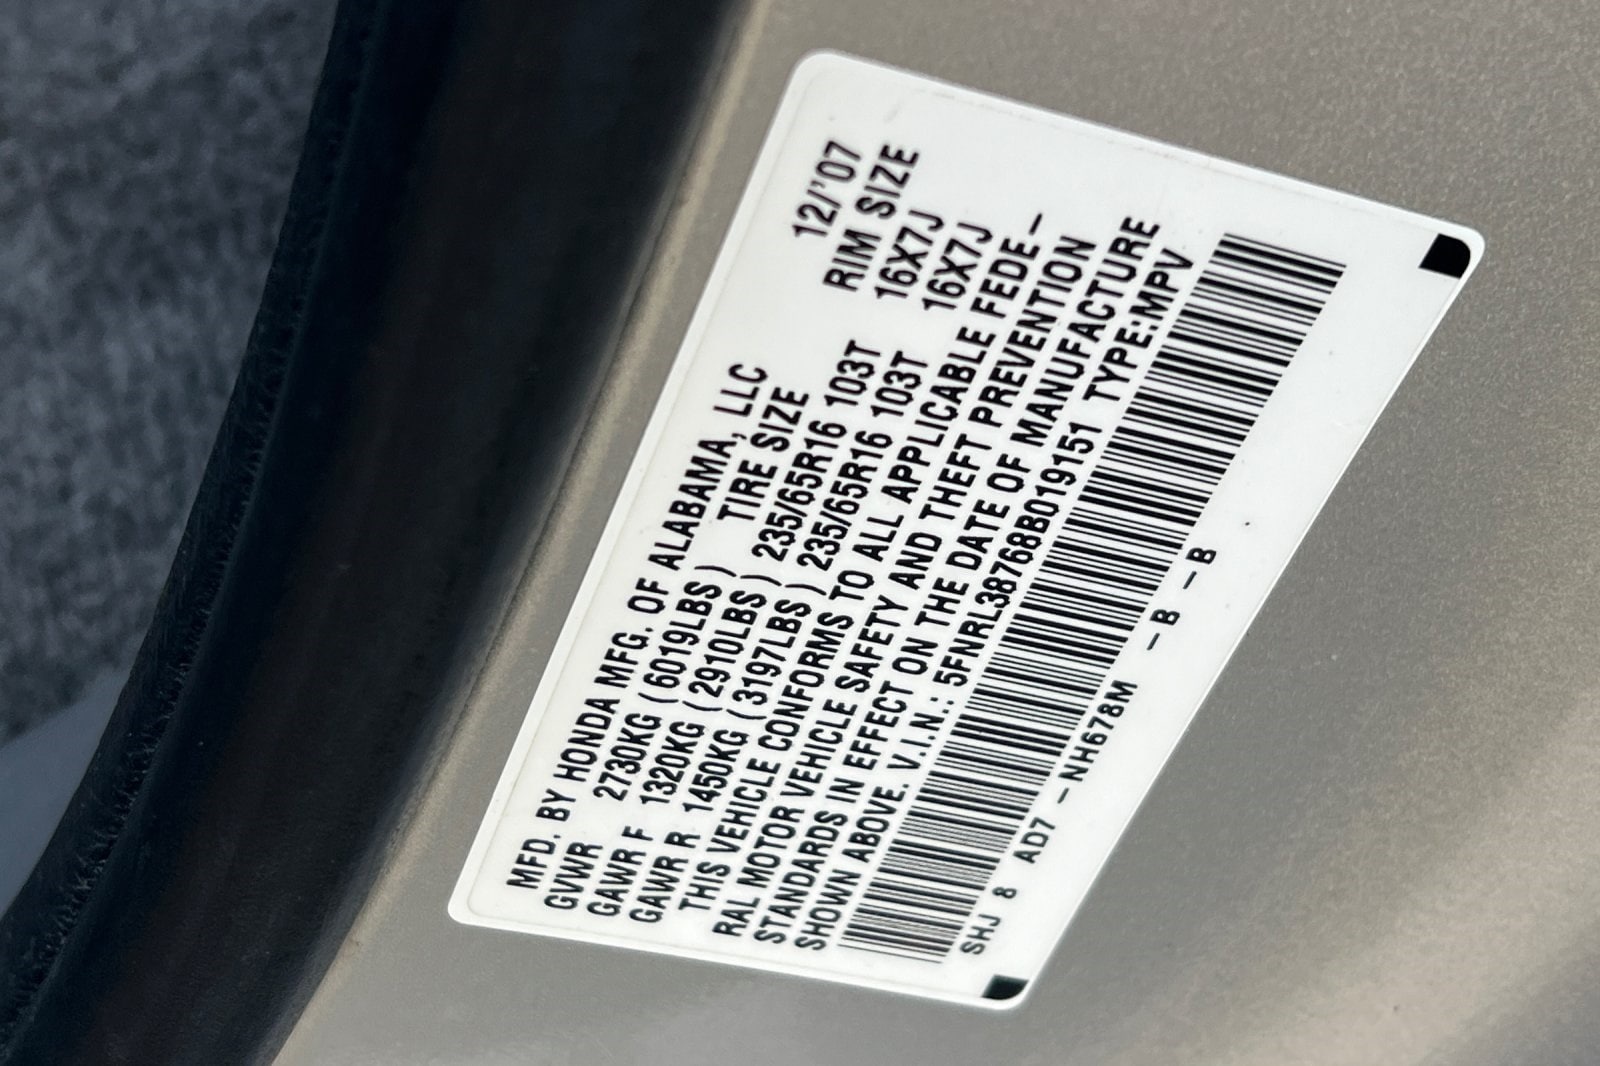 MFD. BY HONDA MFG. OF ALABAMA, LLC 12/'07
GVWR 2730KG (6019LBS) TIRE SIZE RIM SIZE
GAWR F 1320KG (2910LBS) 235/65R16 103T 16X7J
GAWR R 1450KG (3197LBS) 235/65R16 103T 16X7J
THIS VEHICLE CONFORMS TO ALL APPLICABLE FEDE-
RAL MOTOR VEHICLE SAFETY AND THEFT PREVENTION
STANDARDS IN EFFECT ON THE DATE OF MANUFACTURE
SHOWN ABOVE. V.I.N.: 5FNRL38768B019151 TYPE:MPV
SHJ 8 AD7 -NH678M -B -B